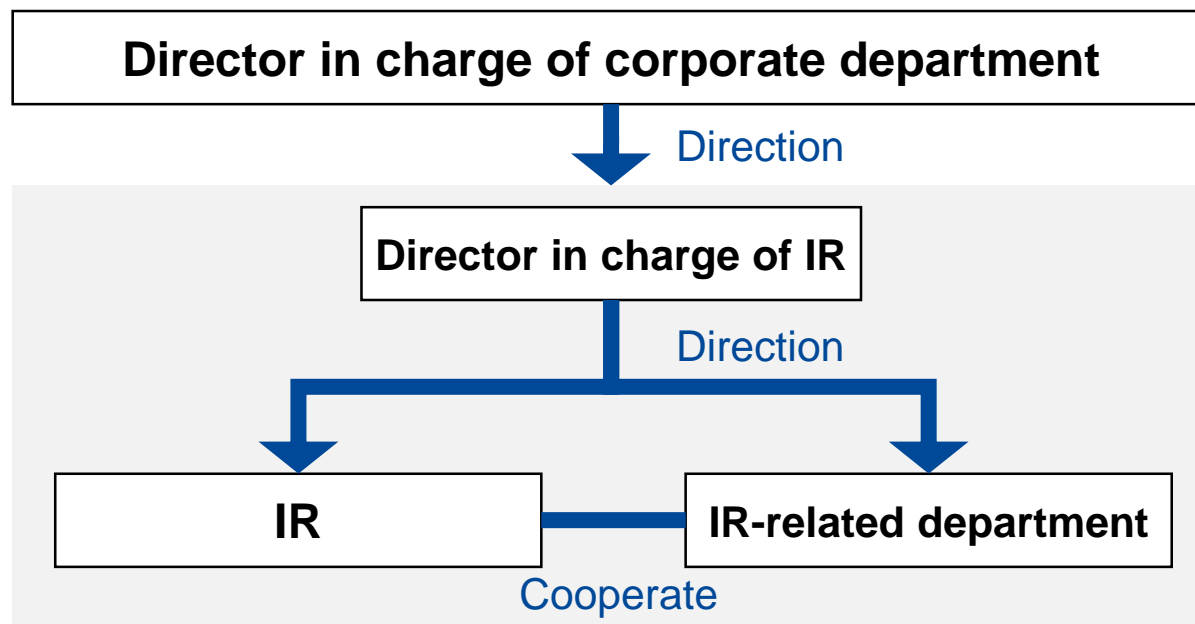 Director in charge of corporate department
Direction
Director in charge of IR
Direction
IR
IR-related department
Cooperate